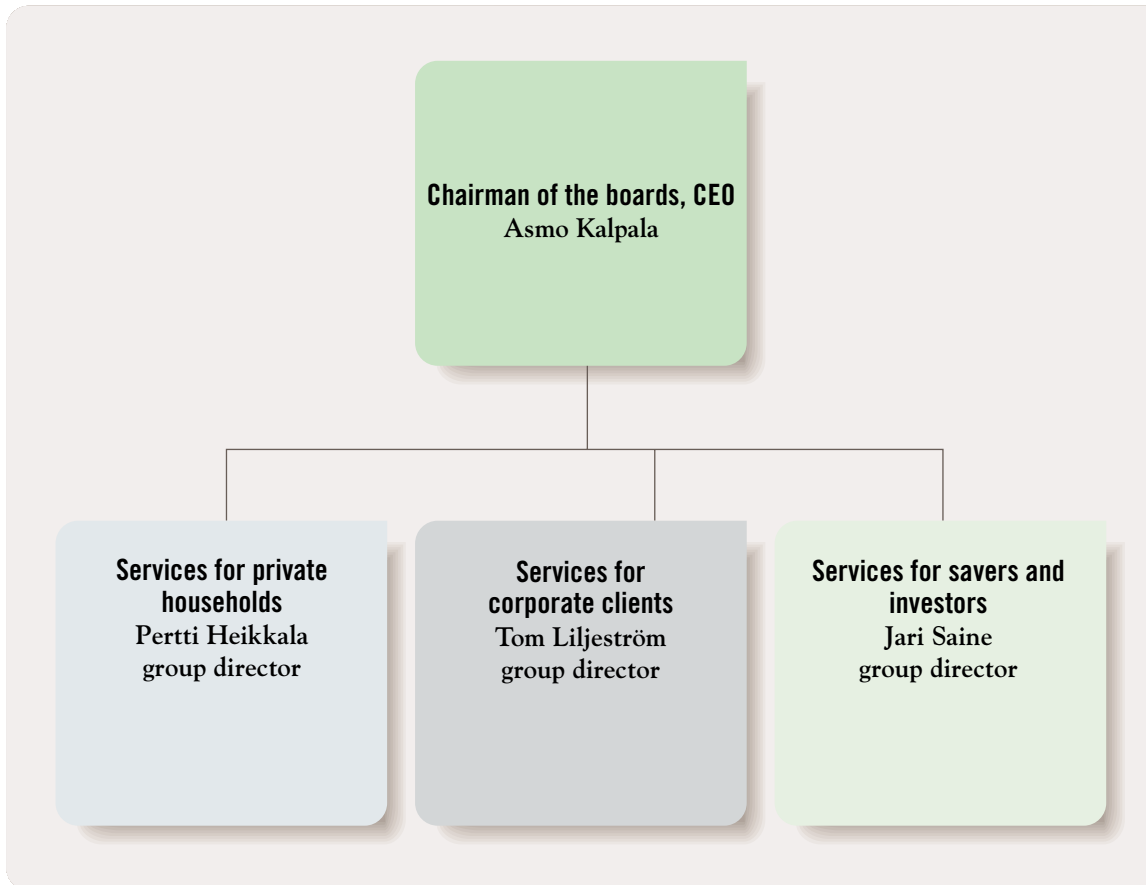 Chairman of the boards, CEO
Asmo Kalpala
Services for private
households
Pertti Heikkala
group director
Services for
corporate clients
Tom Liljeström
group director
Services for savers and
investors
Jari Saine
group director